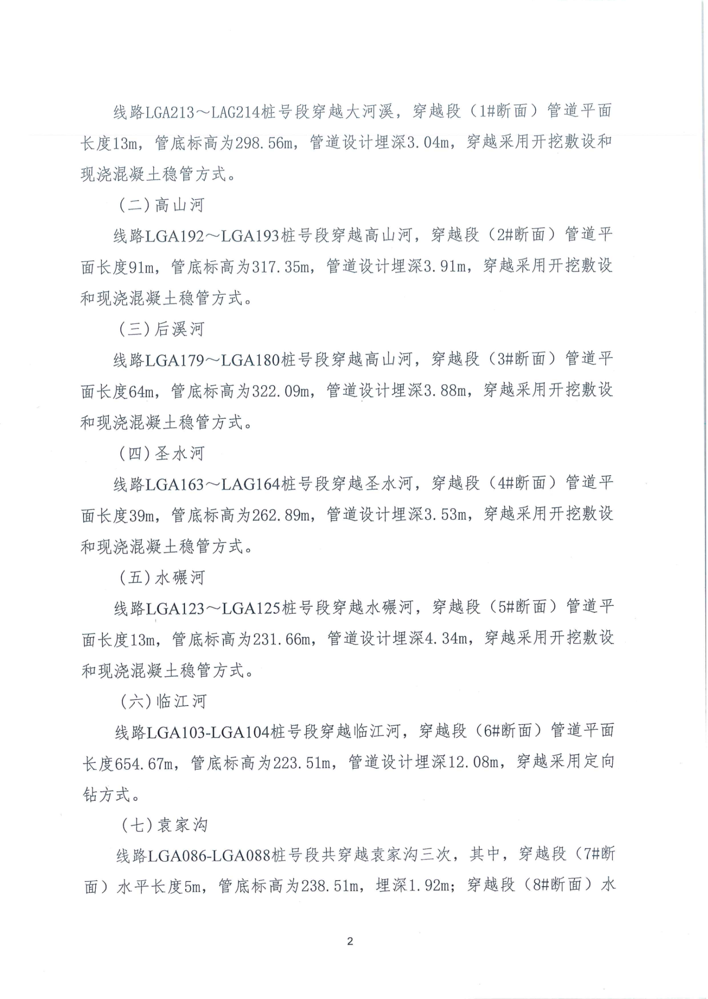 线路LGA213～LAG214桩号段穿越大河溪，穿越段（1#断面）管道平面
长度13m，管底标高为298.56m，管道设计埋深3.04m，穿越采用开挖敷设和
现浇混凝土稳管方式。
(二)高山河
线路LGA192～LGA193桩号段穿越高山河，穿越段（2#断面）管道平
面长度91m，管底标高为317.35m，管道设计埋深3.91m，穿越采用开挖敷设
和现浇混凝土稳管方式。
(三)后溪河
线路LGA179～LGA180桩号段穿越高山河，穿越段（3#断面）管道平
面长度64m，管底标高为322.09m，管道设计埋深3.88m，穿越采用开挖敷设
和现浇混凝土稳管方式。
(四)圣水河
线路LGA163～LAG164桩号段穿越圣水河，穿越段（4#断面）管道平
面长度39m，管底标高为262.89m，管道设计埋深3.53m，穿越采用开挖敷设
和现浇混凝土稳管方式。
(五)水碾河
线路LGA123～LGA125桩号段穿越水碾河，穿越段（5#断面）管道平
面长度13m，管底标高为231.66m，管道设计埋深4.34m，穿越采用开挖敷设
和现浇混凝土稳管方式。
(六)临江河
线路LGA103-LGA104桩号段穿越临江河，穿越段（6#断面）管道平面
长度654.67m，管底标高为223.51m，管道设计埋深12.08m，穿越采用定向
钻方式。
(七)袁家沟
线路LGA086-LGA088桩号段共穿越袁家沟三次，其中，穿越段（7#断
面）水平长度5m，管底标高为238.51m，埋深1.92m；穿越段（8#断面）水
2